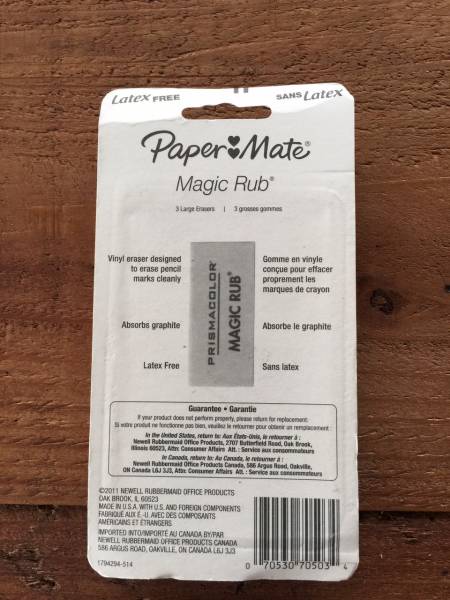 Latex FREE
SANS Latex
Paper Mate®
Magic Rub®
3 Large Erasers | 3 grosses gommes
Vinyl eraser designed
to erase pencil
marks cleanly
Absorbs graphite
Latex Free
PRISMACOLOR®
MAGIC RUB®
Gomme en vinyle
conçue pour effacer
proprement les
marques de crayon
Absorbe le graphite
Sans latex
Guarantee • Garantie
If your product does not perform properly, please return for replacement.
Si votre produit ne fonctionne pas bien, veuillez le retourner pour obtenir un remplacement
In the United States, return to: Aux États-Unis, le retourner à :
Newell Rubbermaid Office Products, 2707 Butterfield Road, Oak Brook,
Illinois 60523, Attn: Consumer Affairs Att. : Service aux consommateurs
In Canada, return to: Au Canada, le retourner à :
Newell Rubbermaid Office Products Canada, 586 Argus Road, Oakville,
ON Canada L6J 3J3, Attn: Consumer Affairs Att. : Service aux consommateurs
©2011 NEWELL RUBBERMAID OFFICE PRODUCTS
OAK BROOK, IL 60523
MADE IN U.S.A. WITH U.S. AND FOREIGN COMPONENTS
FABRIQUÉ AUX É.-U. AVEC DES COMPOSANTS
AMÉRICAINS ET ÉTRANGERS
IMPORTED INTO/IMPORTÉ AU CANADA BY/PAR
NEWELL RUBBERMAID OFFICE PRODUCTS CANADA
586 ARGUS ROAD, OAKVILLE, ON CANADA L6J 3J3
1794294-514
0 70530 70503 4